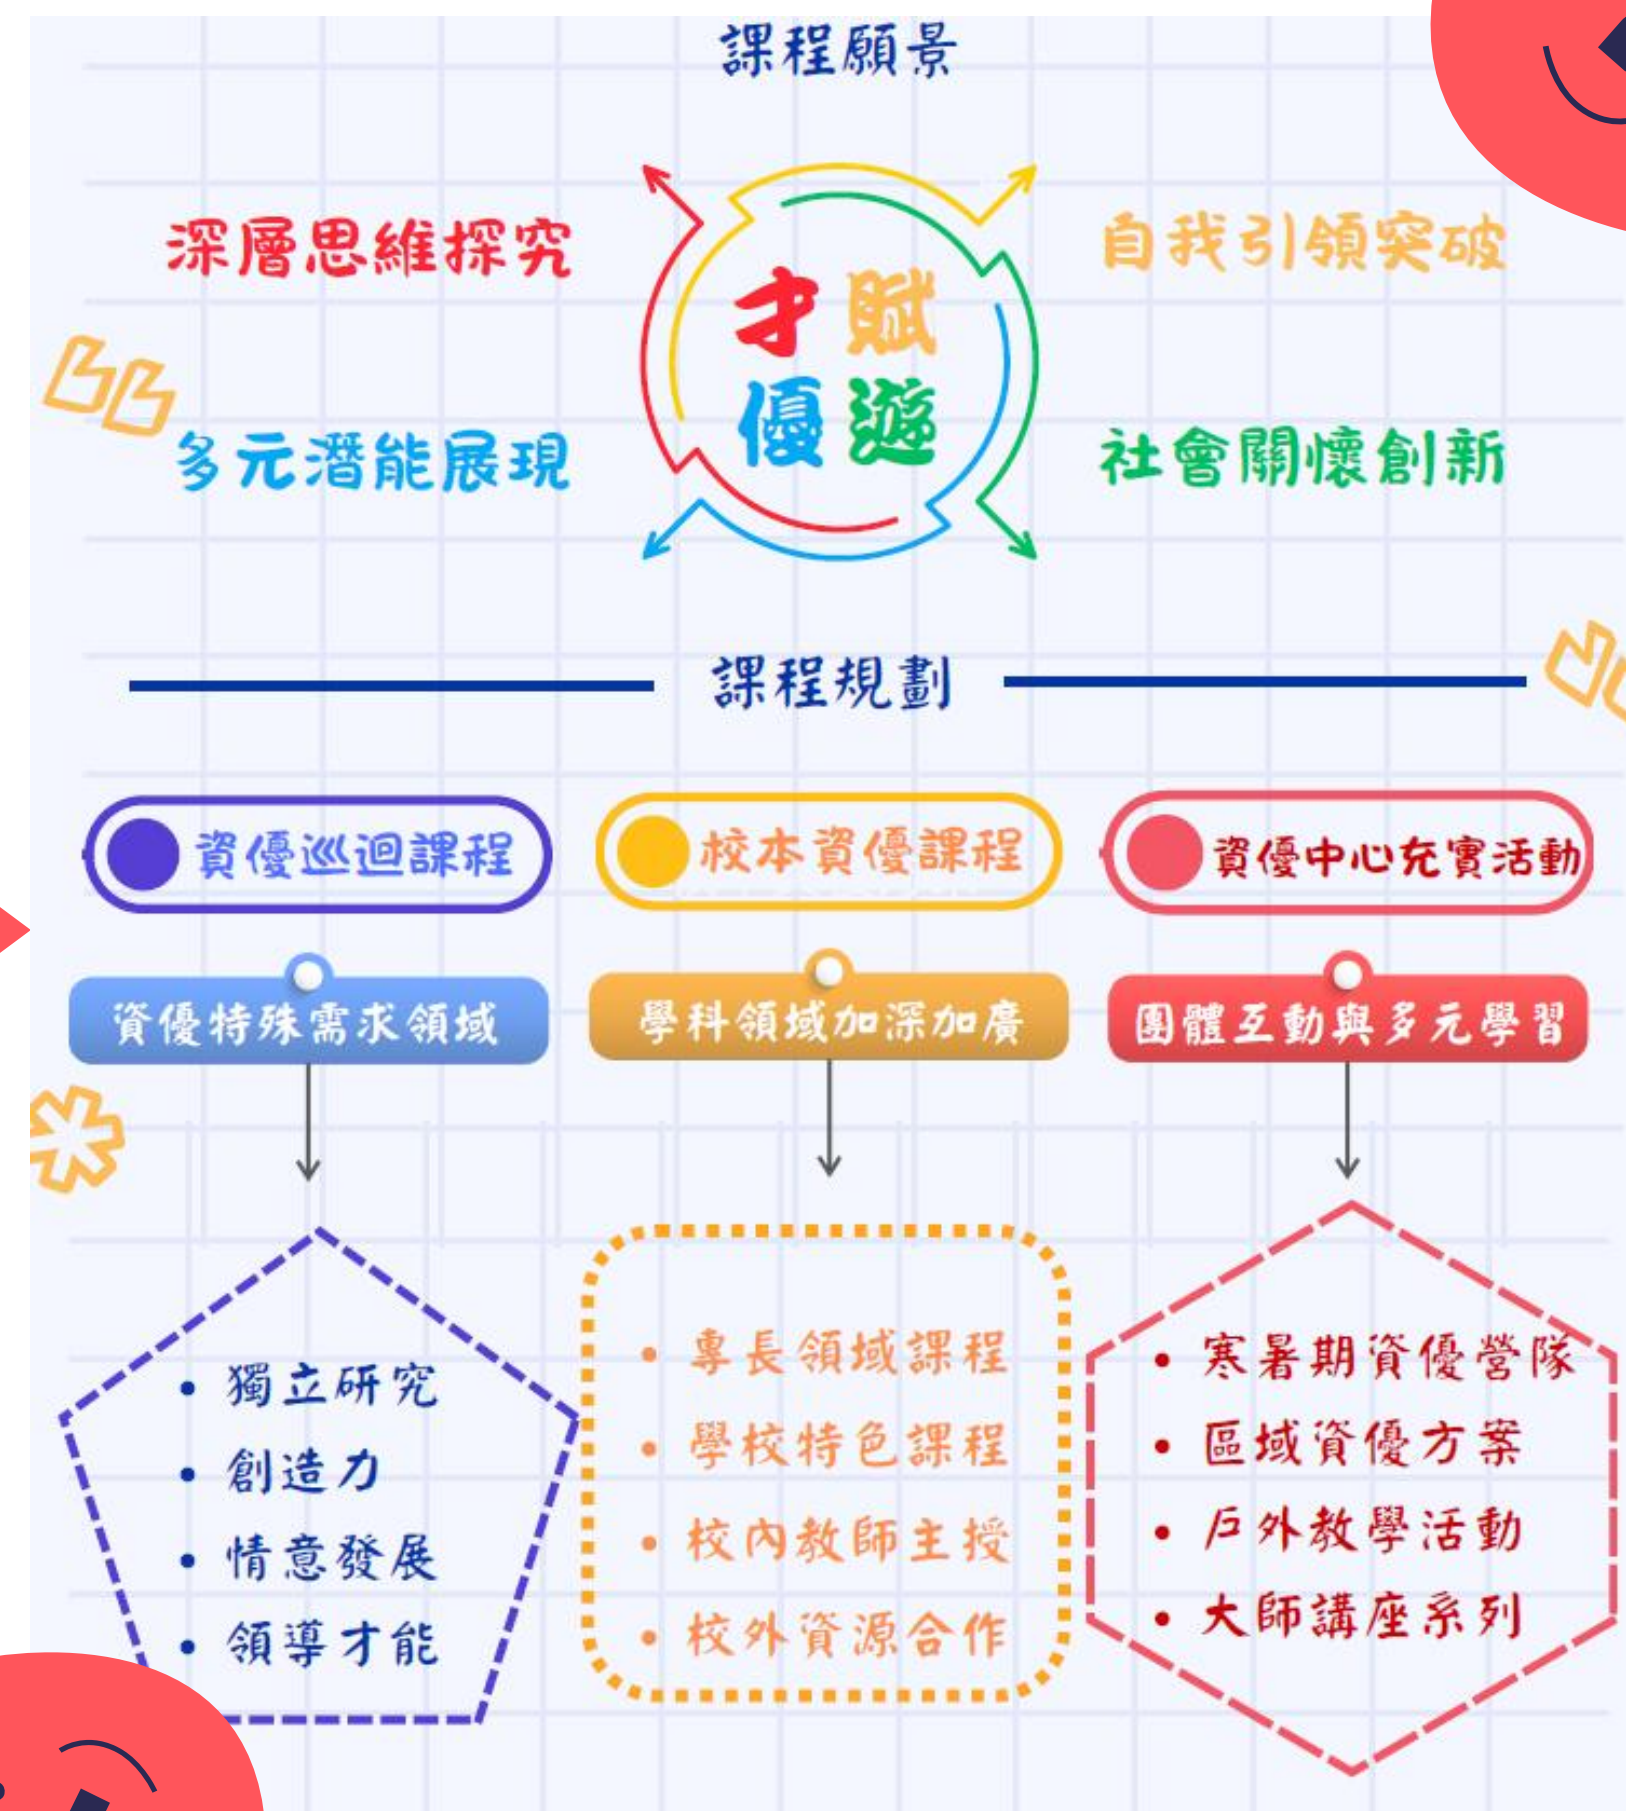 課程願景
深層思維探究
自我引領突破
才賦
優遊
多元潛能展現
社會關懷創新
課程規劃
資優巡迴課程
校本資優課程
資優中心充實活動
資優特殊需求領域
學科領域加深加廣
團體互動與多元學習
• 獨立研究
• 創造力
• 情意發展
• 領導才能
• 專長領域課程
• 學校特色課程
• 校內教師主授
• 校外資源合作
• 寒暑期資優營隊
• 區域資優方案
• 戶外教學活動
• 大師講座系列